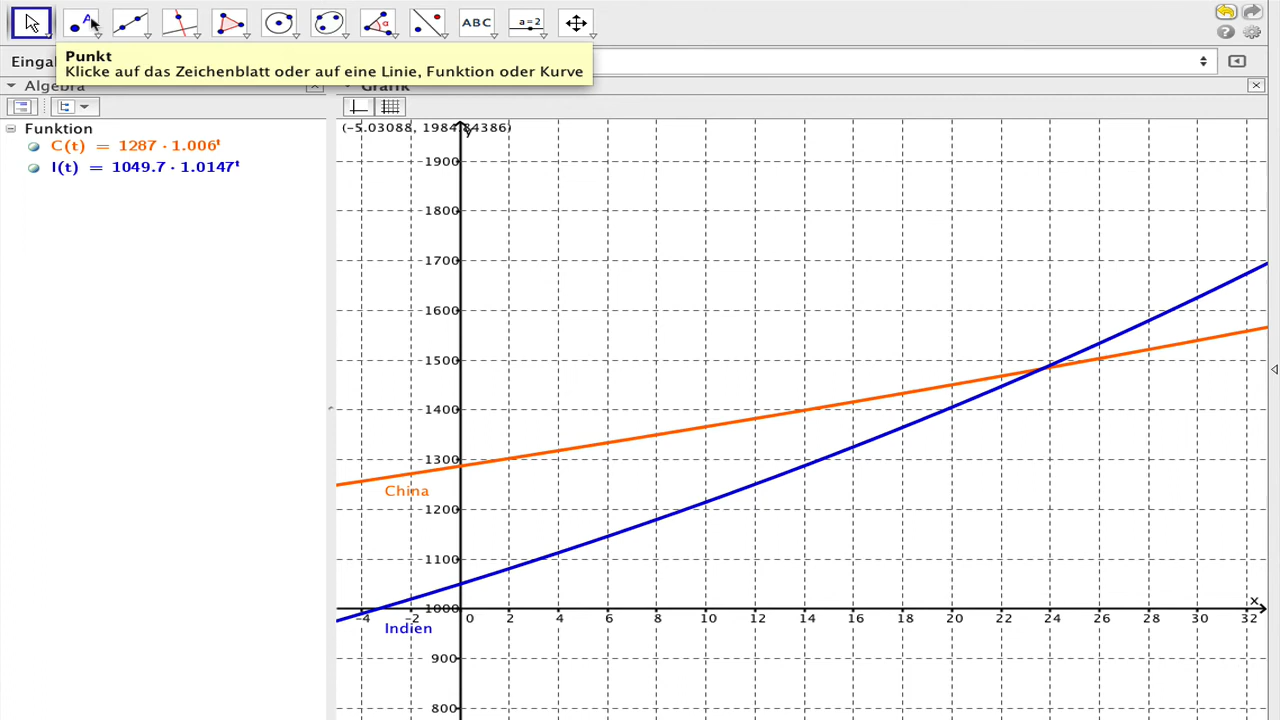 A
α
ABC
a=2
Eingal
Punkt
Klicke auf das Zeichenblatt oder auf eine Linie, Funktion oder Kurve
Algebra
Grafik
Funktion
C(t) = 1287 · 1.006ᵗ
I(t) = 1049.7 · 1.0147ᵗ
(-5.03088, 1984.84386)
y
1900
1800
1700
1600
1500
1400
1300
China
1200
1100
1000
x
-4 -2 0 2 4 6 8 10 12 14 16 18 20 22 24 26 28 30 32
Indien
900
800